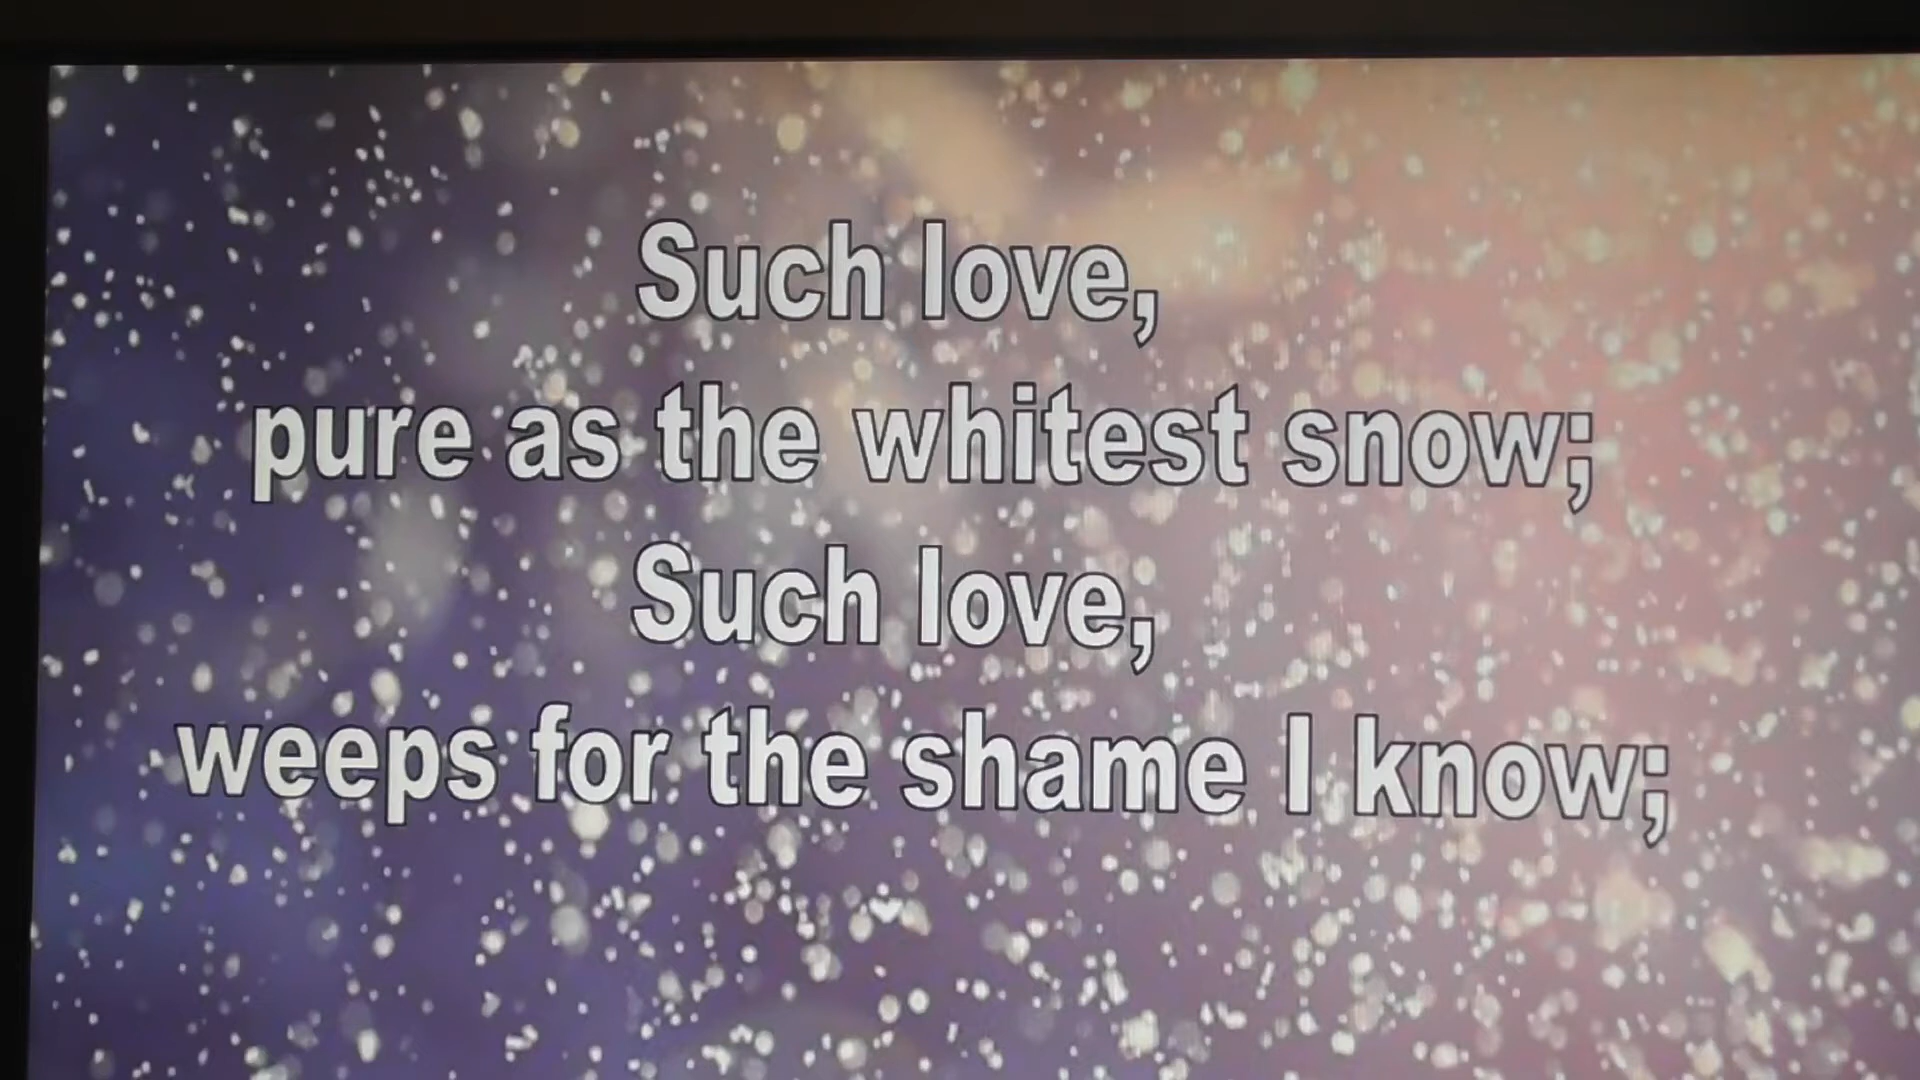 Such love,
pure as the whitest snow;
Such love,
weeps for the shame I know;